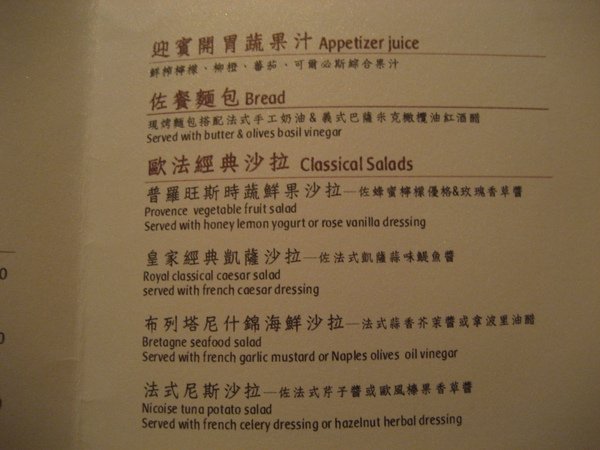 迎賓開胃蔬果汁 Appetizer juice
鮮榨檸檬、柳橙、蕃茄、可爾必斯綜合果汁
佐餐麵包 Bread
現烤麵包搭配法式手工奶油 & 義式巴薩米克橄欖油紅酒醋
Served with butter & olives basil vinegar
歐法經典沙拉 Classical Salads
普羅旺斯時蔬鮮果沙拉—佐蜂蜜檸檬優格&玫瑰香草醬
Provence vegetable fruit salad
Served with honey lemon yogurt or rose vanilla dressing
皇家經典凱薩沙拉—佐法式凱薩蒜味鯷魚醬
Royal classical caesar salad
served with french caesar dressing
布列塔尼什錦海鮮沙拉—法式蒜香芥茉醬或拿波里油醋
Bretagne seafood salad
Served with french garlic mustard or Naples olives oil vinegar
法式尼斯沙拉—佐法式芹子醬或歐風榛果香草醬
Nicoise tuna potato salad
Served with french celery dressing or hazelnut herbal dressing